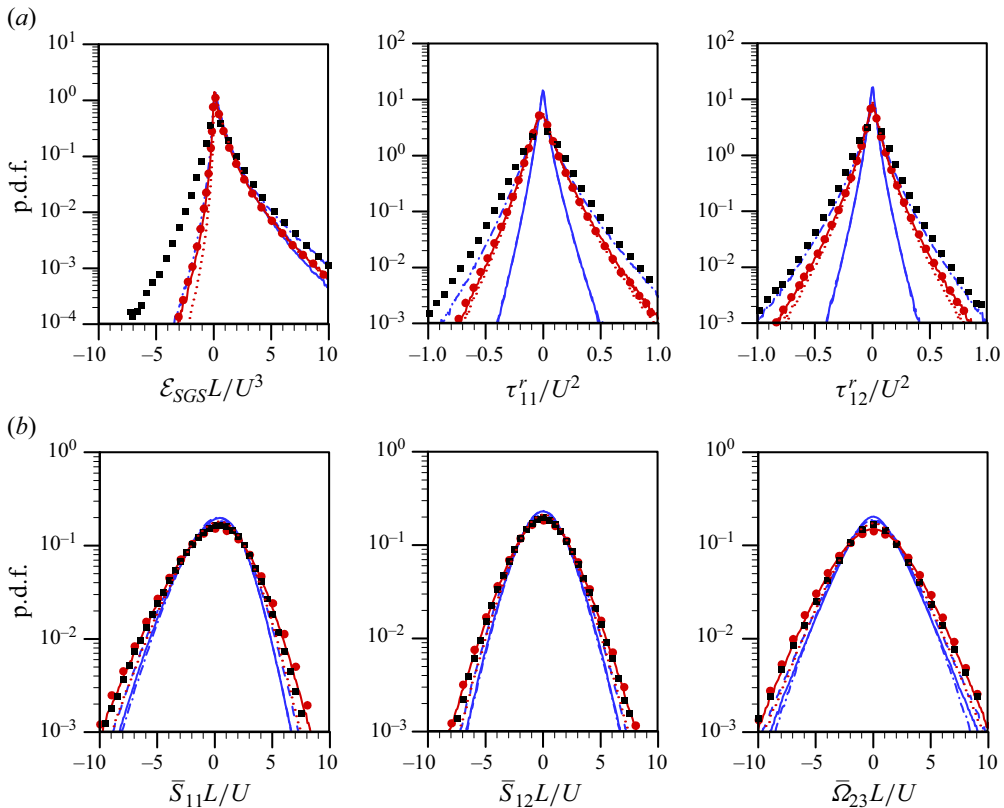 (a)
10^1 10^2 10^2
10^0 10^1 10^1
10^−1 10^0 10^0
p.d.f.
10^−1 10^−1
10^−2
10^−2 10^−2
10^−3
10^−4 10^−3 10^−3
−10 −5 0 5 10 −1.0 −0.5 0 0.5 1.0 −1.0 −0.5 0 0.5 1.0
ℰ_SGS L/U^3 τ^r_11/U^2 τ^r_12/U^2
(b)
10^0 10^0 10^0
10^−1 10^−1 10^−1
p.d.f.
10^−2 10^−2 10^−2
10^−3 10^−3 10^−3
−10 −5 0 5 10 −10 −5 0 5 10 −10 −5 0 5 10
S̄_11 L/U S̄_12 L/U Ω̄_23 L/U